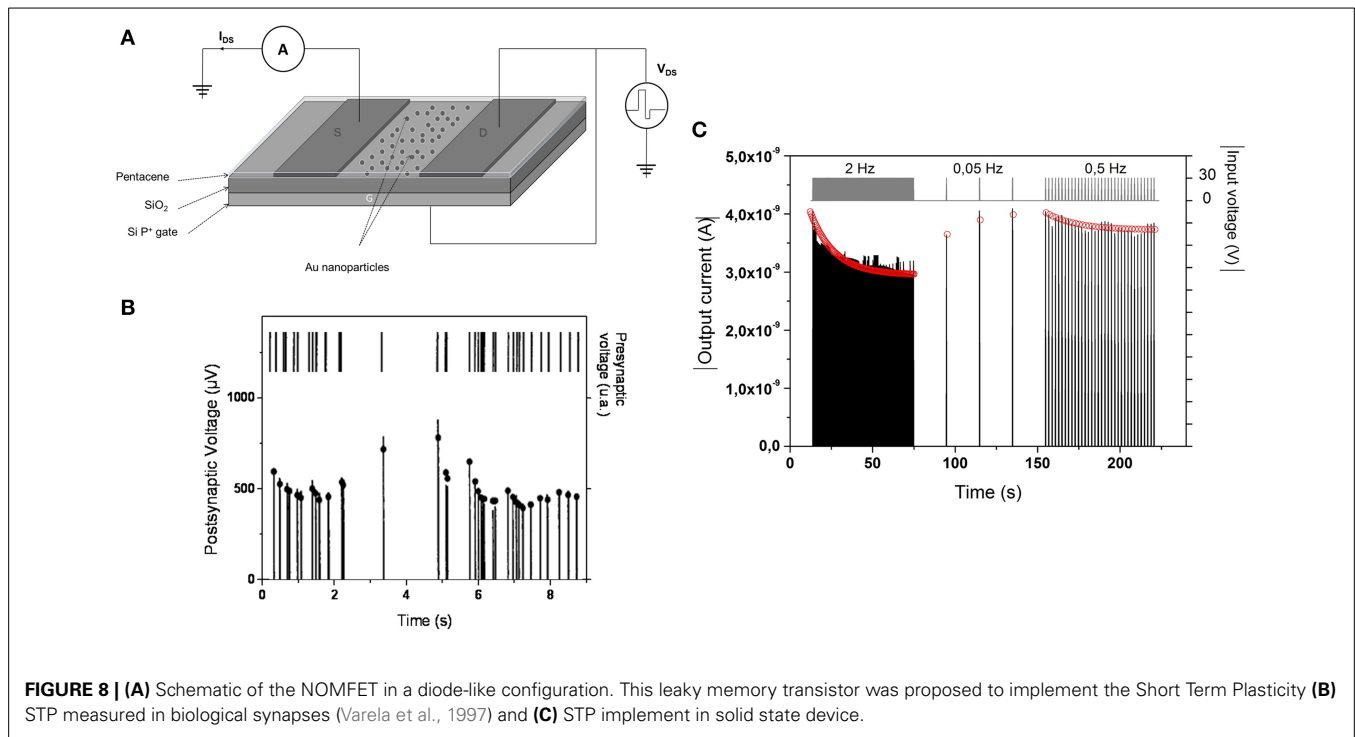 A
I_DS
A
V_DS
S
D
G
Pentacene
SiO2
Si P+ gate
Au nanoparticles
B
Postsynaptic Voltage (µV)
1000
500
0
0 2 4 6 8
Time (s)
Presynaptic
voltage (u.a.)
C
|Output current (A)|
5,0x10^-9
4,0x10^-9
3,0x10^-9
2,0x10^-9
1,0x10^-9
0,0
2 Hz 0,05 Hz 0,5 Hz
30
0
|Input voltage (V)|
0 50 100 150 200
Time (s)
FIGURE 8 | (A) Schematic of the NOMFET in a diode-like configuration. This leaky memory transistor was proposed to implement the Short Term Plasticity (B)
STP measured in biological synapses (Varela et al., 1997) and (C) STP implement in solid state device.